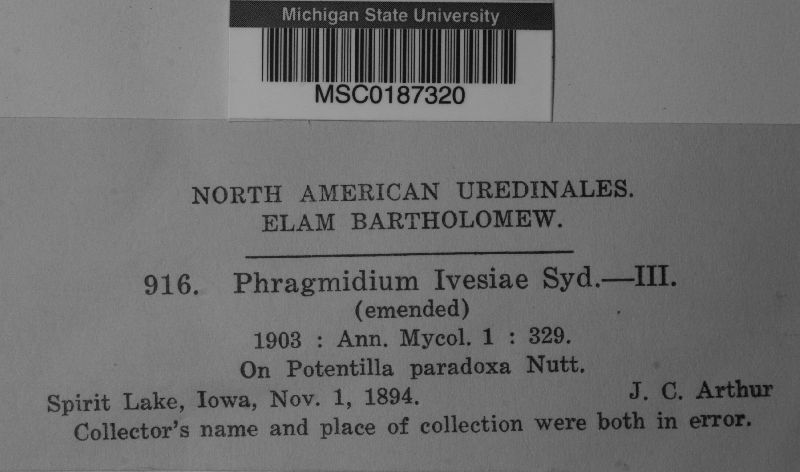 Michigan State University
MSC0187320
NORTH AMERICAN UREDINALES.
ELAM BARTHOLOMEW.
916. Phragmidium Ivesiae Syd.—III.
(emended)
1903 : Ann. Mycol. 1 : 329.
On Potentilla paradoxa Nutt.
Spirit Lake, Iowa, Nov. 1, 1894. J. C. Arthur
Collector's name and place of collection were both in error.